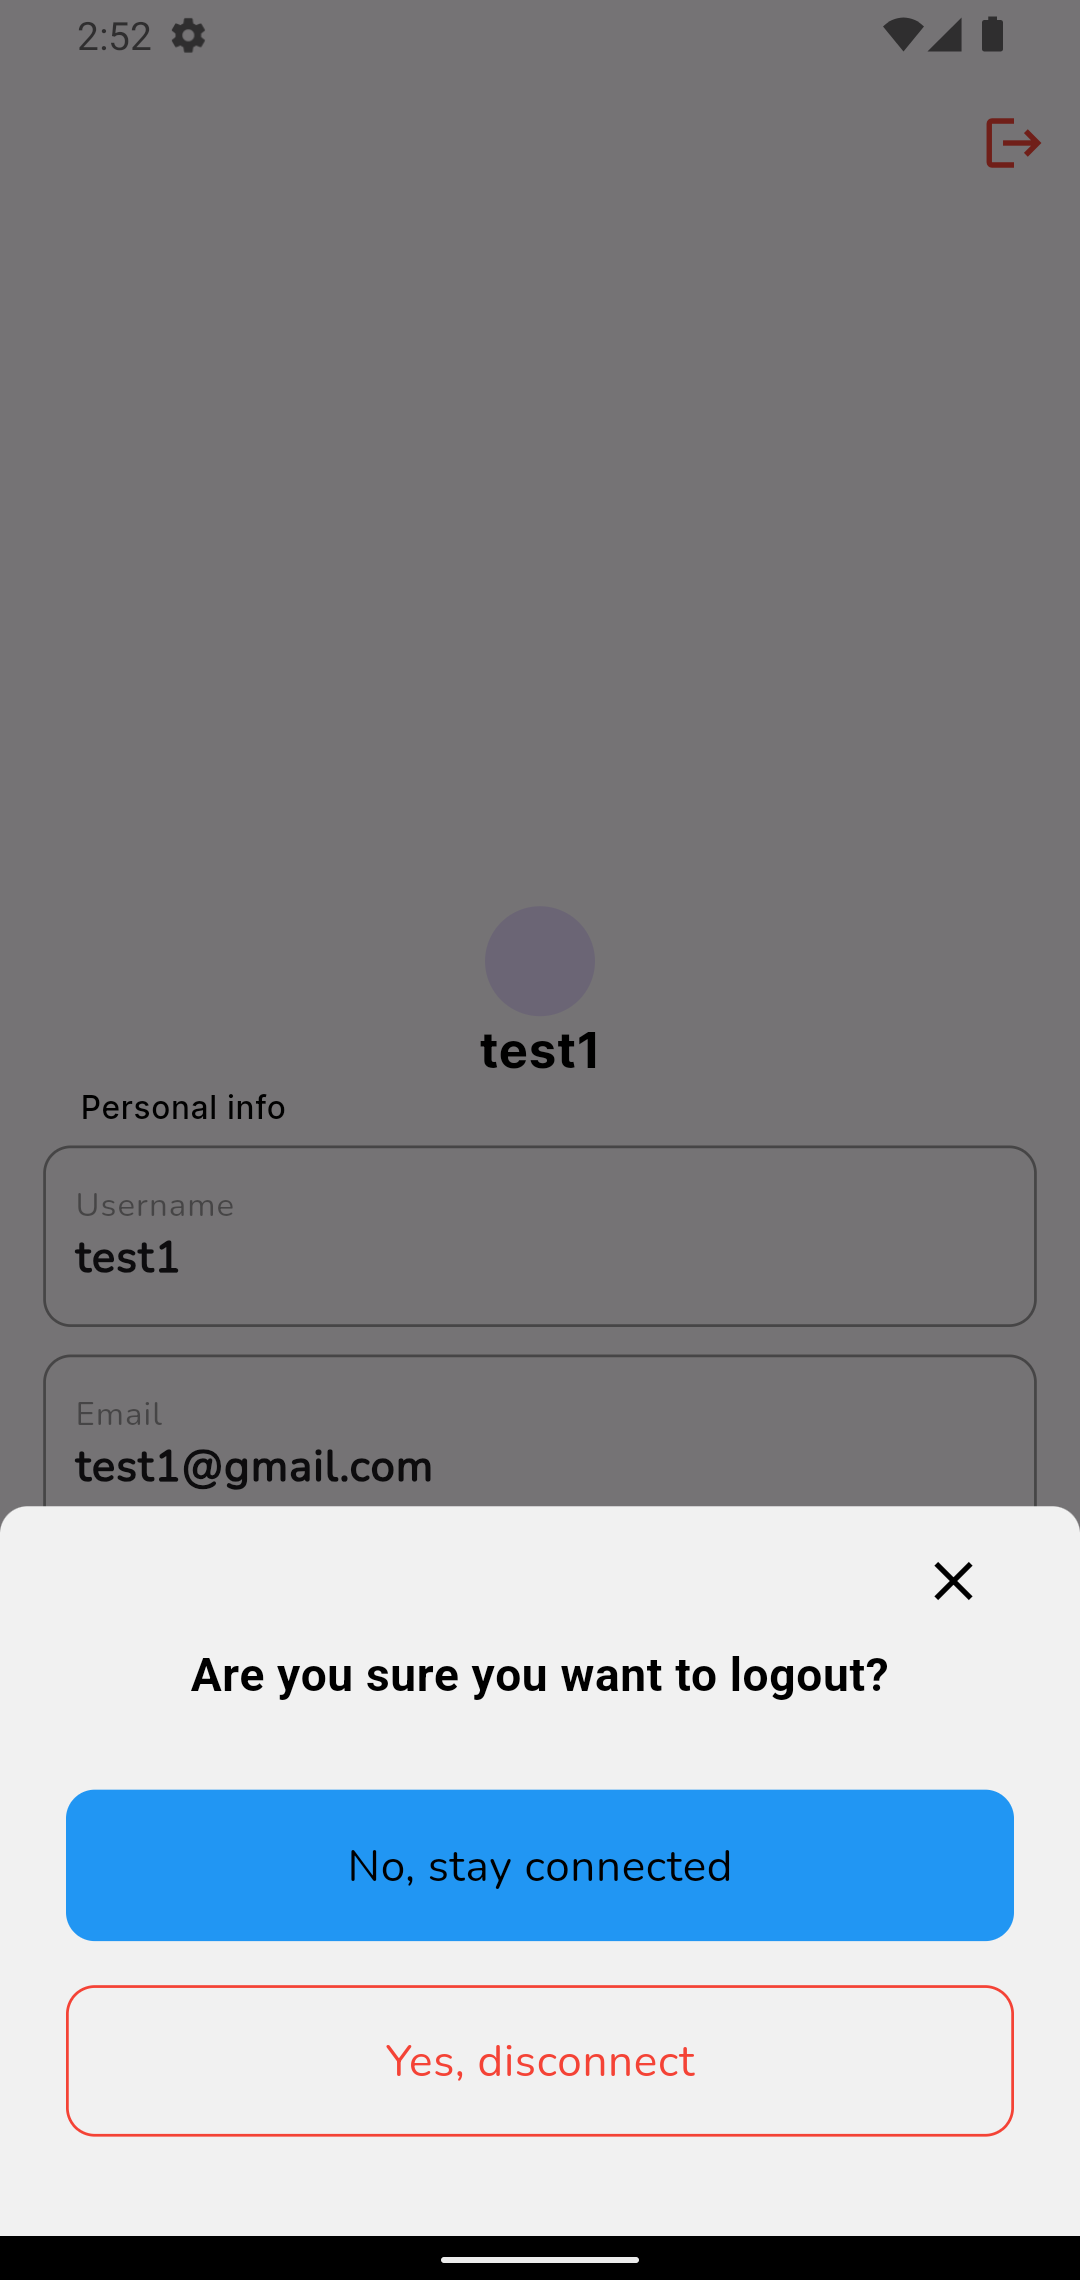 2:52
test1
Personal info
Username
test1
Email
test1@gmail.com
Are you sure you want to logout?
No, stay connected
Yes, disconnect